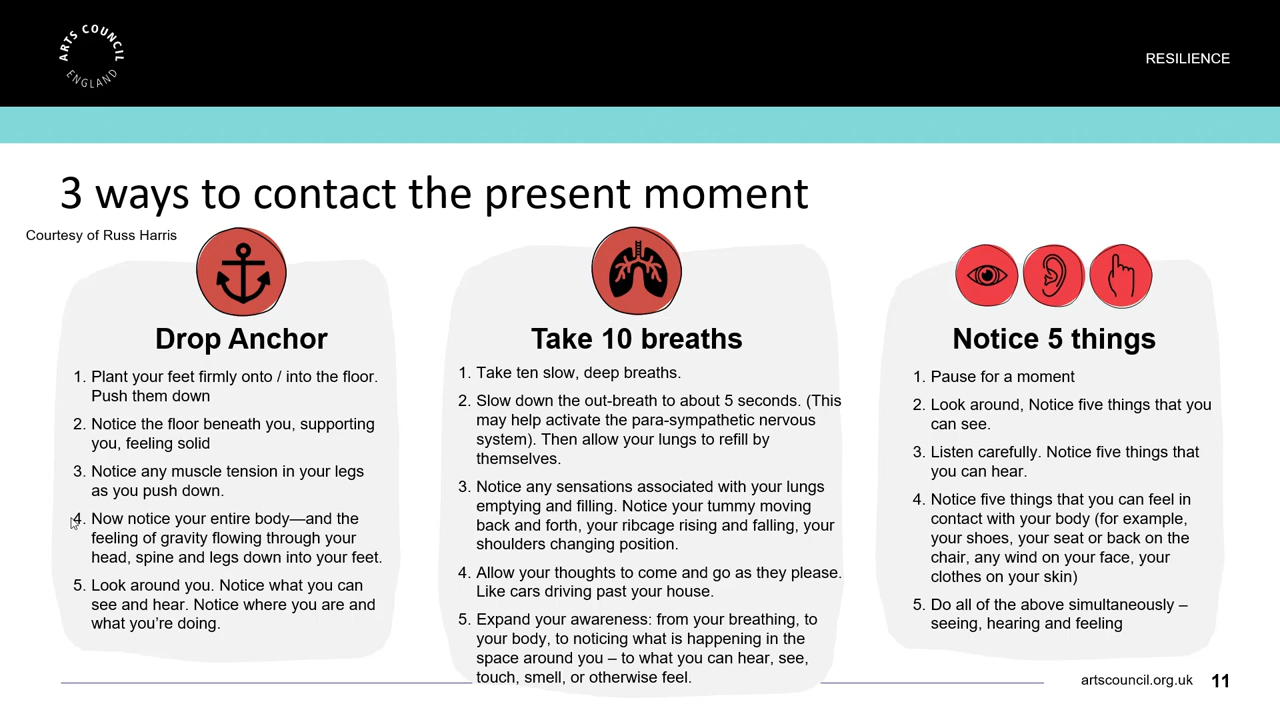 ARTS COUNCIL
ENGLAND
RESILIENCE
3 ways to contact the present moment
Courtesy of Russ Harris
Drop Anchor
1. Plant your feet firmly onto / into the floor.
Push them down
2. Notice the floor beneath you, supporting
you, feeling solid
3. Notice any muscle tension in your legs
as you push down.
4. Now notice your entire body—and the
feeling of gravity flowing through your
head, spine and legs down into your feet.
5. Look around you. Notice what you can
see and hear. Notice where you are and
what you’re doing.
Take 10 breaths
1. Take ten slow, deep breaths.
2. Slow down the out-breath to about 5 seconds. (This
may help activate the para-sympathetic nervous
system). Then allow your lungs to refill by
themselves.
3. Notice any sensations associated with your lungs
emptying and filling. Notice your tummy moving
back and forth, your ribcage rising and falling, your
shoulders changing position.
4. Allow your thoughts to come and go as they please.
Like cars driving past your house.
5. Expand your awareness: from your breathing, to
your body, to noticing what is happening in the
space around you – to what you can hear, see,
touch, smell, or otherwise feel.
Notice 5 things
1. Pause for a moment
2. Look around, Notice five things that you
can see.
3. Listen carefully. Notice five things that
you can hear.
4. Notice five things that you can feel in
contact with your body (for example,
your shoes, your seat or back on the
chair, any wind on your face, your
clothes on your skin)
5. Do all of the above simultaneously –
seeing, hearing and feeling
artscouncil.org.uk 11